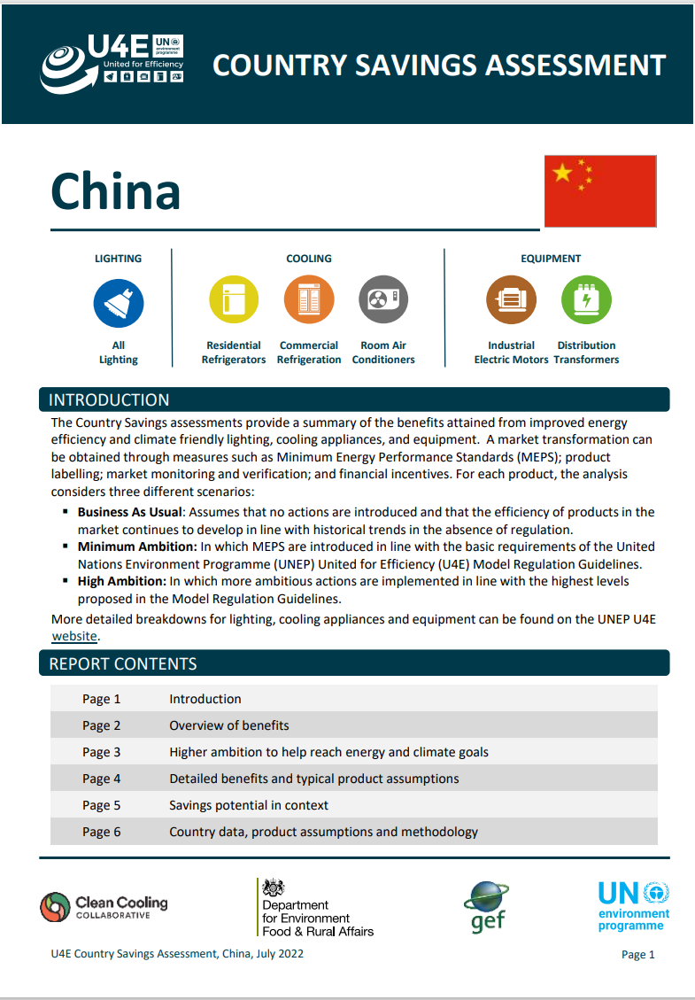 U4E
UN
environment
programme
United for Efficiency
COUNTRY SAVINGS ASSESSMENT
China
LIGHTING
COOLING
EQUIPMENT
All
Lighting
Residential
Refrigerators
Commercial
Refrigeration
Room Air
Conditioners
Industrial
Electric Motors
Distribution
Transformers
INTRODUCTION
The Country Savings assessments provide a summary of the benefits attained from improved energy
efficiency and climate friendly lighting, cooling appliances, and equipment. A market transformation can
be obtained through measures such as Minimum Energy Performance Standards (MEPS); product
labelling; market monitoring and verification; and financial incentives. For each product, the analysis
considers three different scenarios:
▪ Business As Usual: Assumes that no actions are introduced and that the efficiency of products in the
market continues to develop in line with historical trends in the absence of regulation.
▪ Minimum Ambition: In which MEPS are introduced in line with the basic requirements of the United
Nations Environment Programme (UNEP) United for Efficiency (U4E) Model Regulation Guidelines.
▪ High Ambition: In which more ambitious actions are implemented in line with the highest levels
proposed in the Model Regulation Guidelines.
More detailed breakdowns for lighting, cooling appliances and equipment can be found on the UNEP U4E
website.
REPORT CONTENTS
Page 1 Introduction
Page 2 Overview of benefits
Page 3 Higher ambition to help reach energy and climate goals
Page 4 Detailed benefits and typical product assumptions
Page 5 Savings potential in context
Page 6 Country data, product assumptions and methodology
Clean Cooling
COLLABORATIVE
Department
for Environment
Food & Rural Affairs
gef
UN
environment
programme
U4E Country Savings Assessment, China, July 2022
Page 1